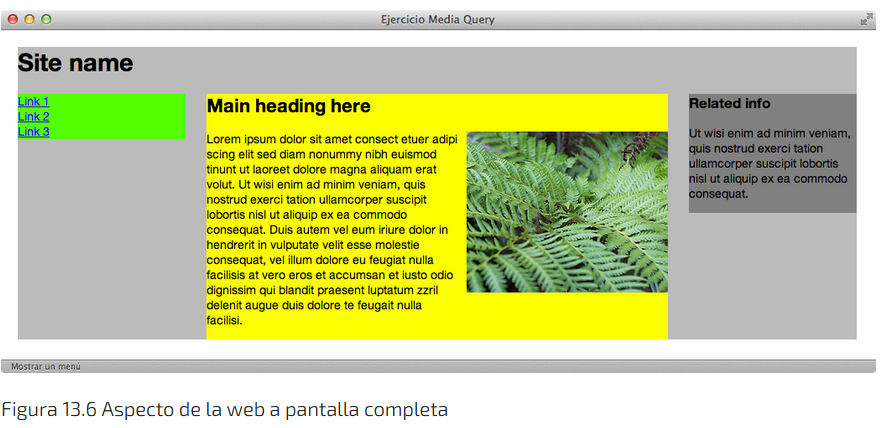 Ejercicio Media Query
Site name
Link 1
Link 2
Link 3
Main heading here
Lorem ipsum dolor sit amet consect etuer adipi
scing elit sed diam nonummy nibh euismod
tinunt ut laoreet dolore magna aliquam erat
volut. Ut wisi enim ad minim veniam, quis
nostrud exerci tation ullamcorper suscipit
lobortis nisl ut aliquip ex ea commodo
consequat. Duis autem vel eum iriure dolor in
hendrerit in vulputate velit esse molestie
consequat, vel illum dolore eu feugiat nulla
facilisis at vero eros et accumsan et iusto odio
dignissim qui blandit praesent luptatum zzril
delenit augue duis dolore te feugait nulla
facilisi.
Related info
Ut wisi enim ad minim veniam,
quis nostrud exerci tation
ullamcorper suscipit lobortis
nisl ut aliquip ex ea commodo
consequat.
Mostrar un menú
Figura 13.6 Aspecto de la web a pantalla completa